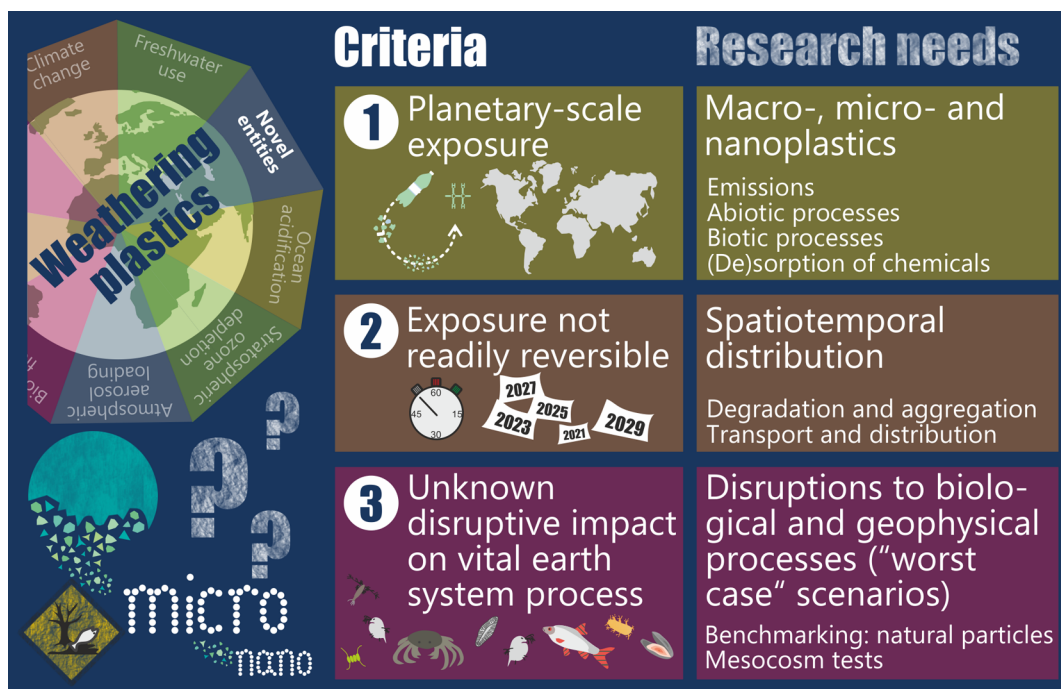 Climate
change
Freshwater
use
Novel
entities
Ocean
acidification
Stratospheric
ozone
depletion
Atmospheric
aerosol
loading
Weathering
plastics
micro
nano
Criteria
1 Planetary-scale
exposure
2 Exposure not
readily reversible
60
45
15
30
2027
2025
2023
2021
2029
3 Unknown
disruptive impact
on vital earth
system process
Research needs
Macro-, micro- and
nanoplastics
Emissions
Abiotic processes
Biotic processes
(De)sorption of chemicals
Spatiotemporal
distribution
Degradation and aggregation
Transport and distribution
Disruptions to biolo-
gical and geophysical
processes (“worst
case“ scenarios)
Benchmarking: natural particles
Mesocosm tests